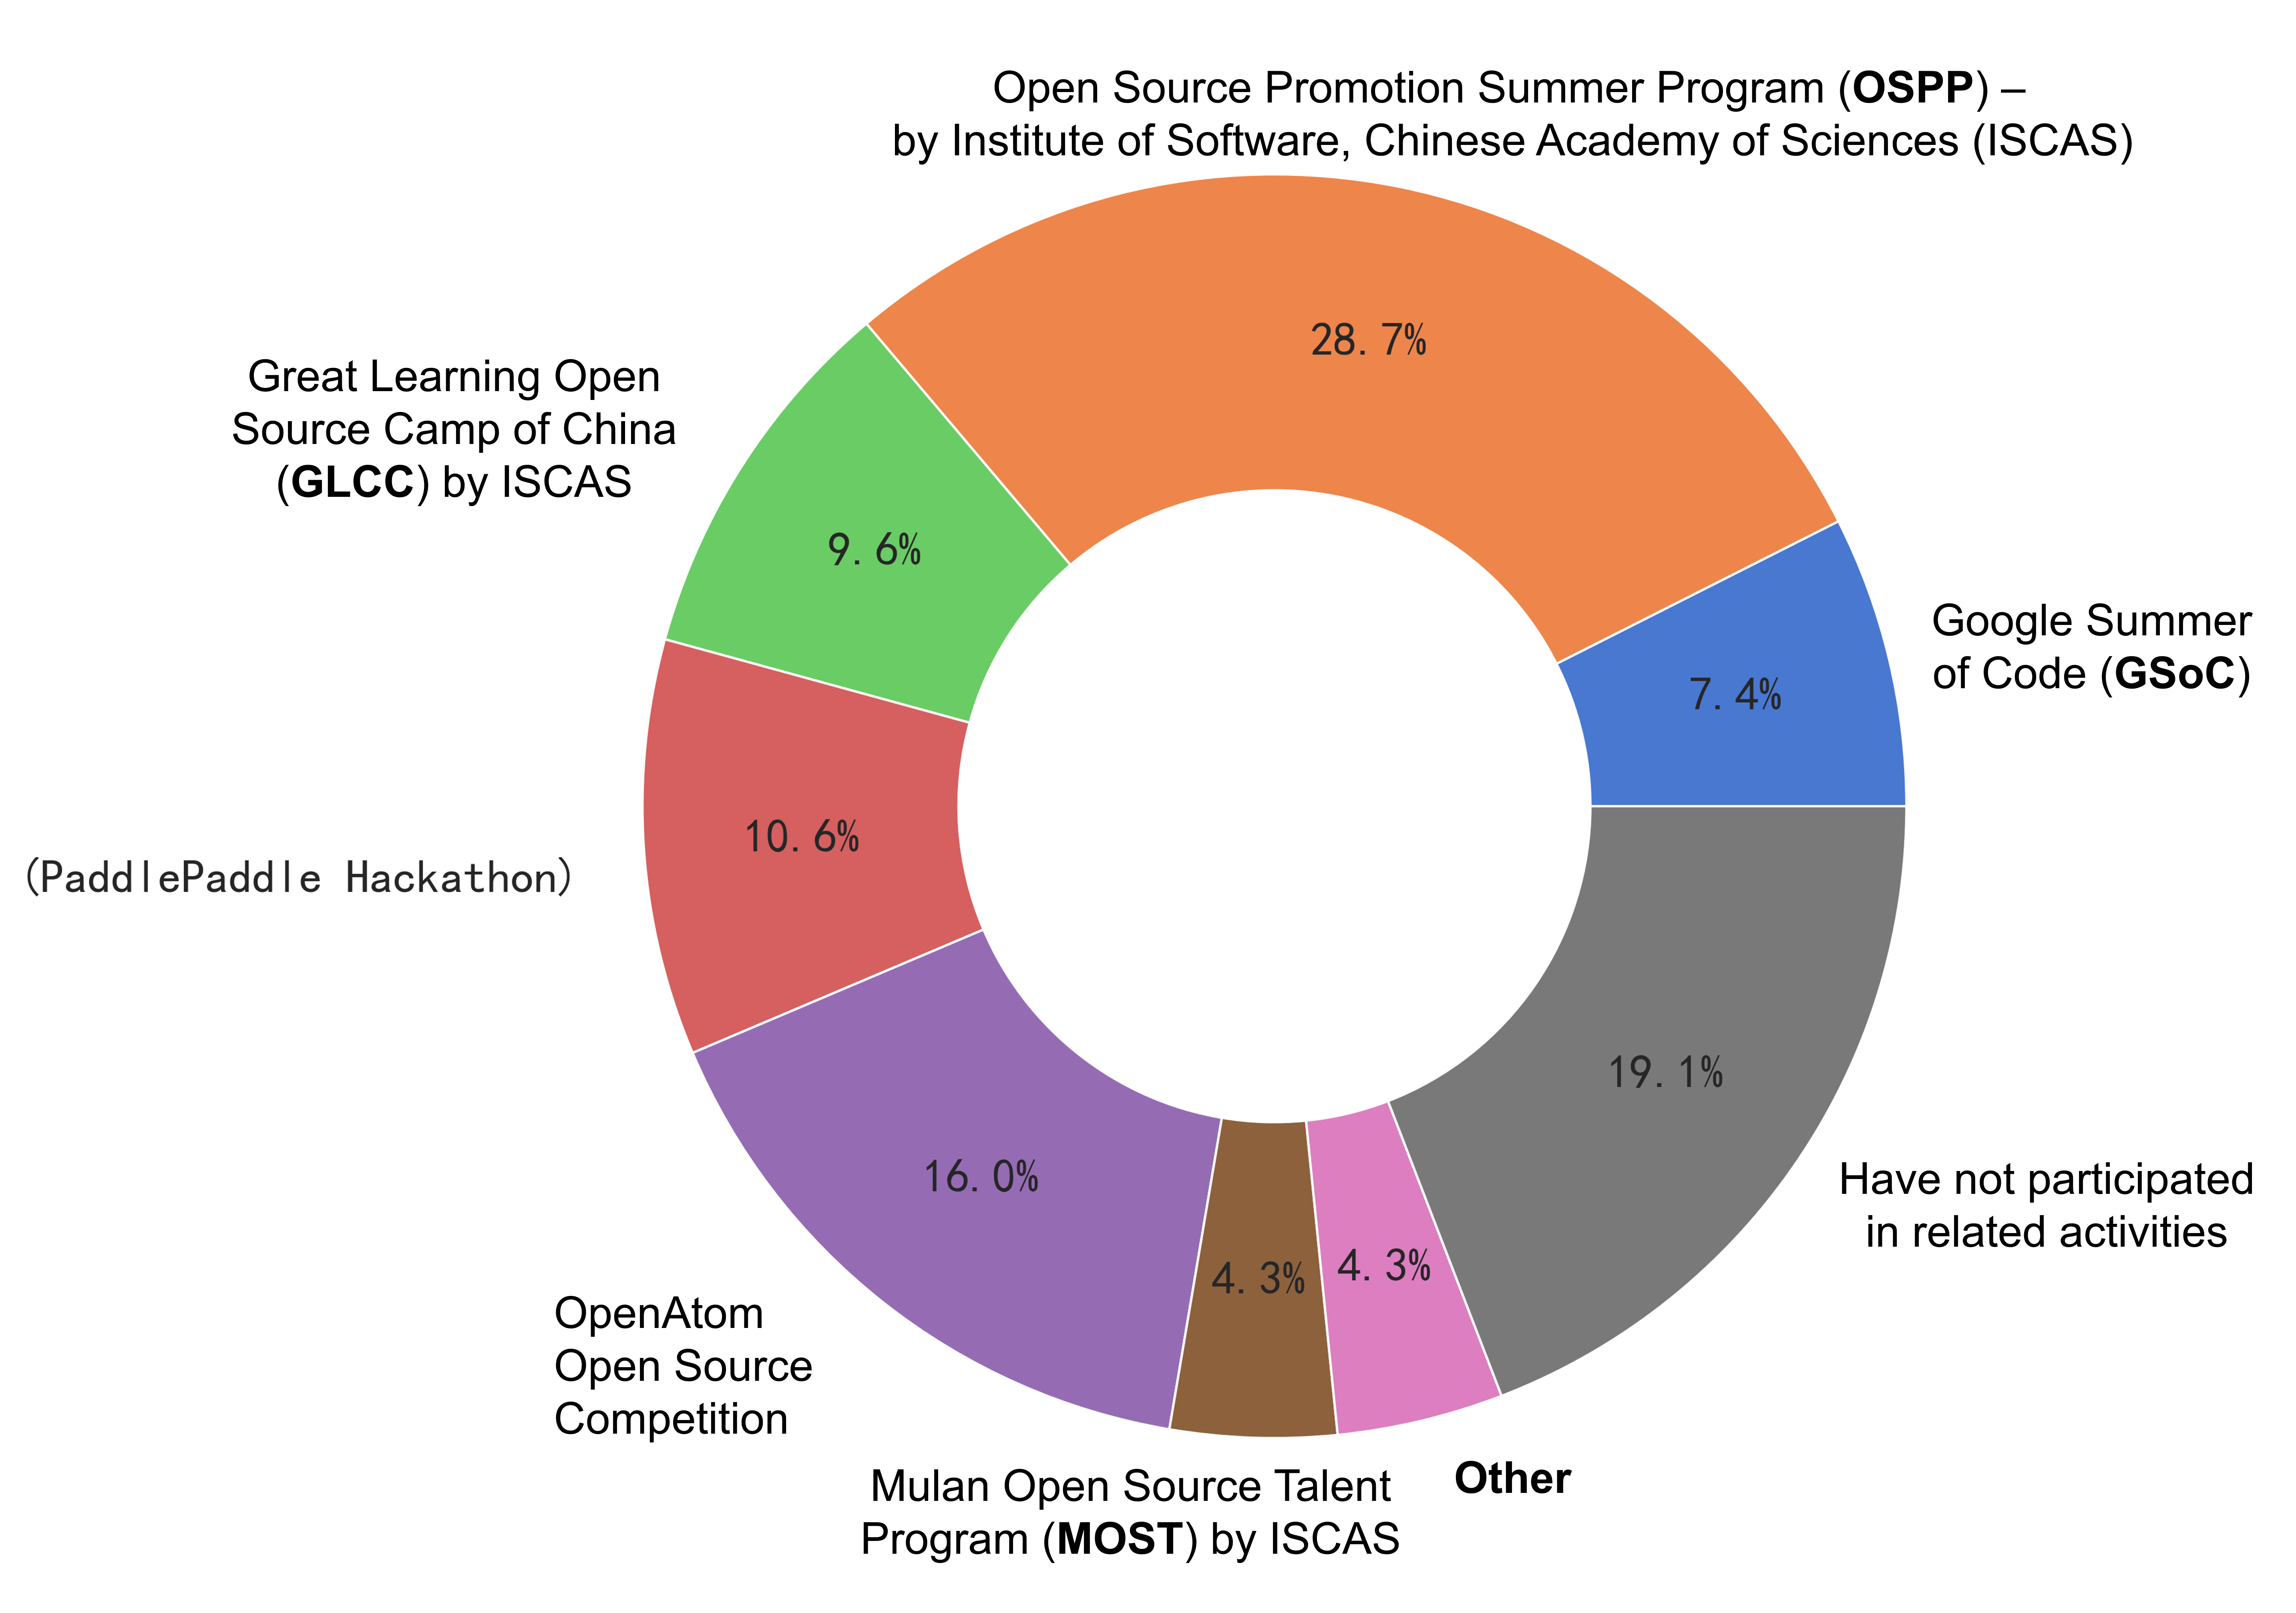 Open Source Promotion Summer Program (OSPP) –
by Institute of Software, Chinese Academy of Sciences (ISCAS)
28.7%
Great Learning Open
Source Camp of China
(GLCC) by ISCAS
9.6%
Google Summer
of Code (GSoC)
7.4%
10.6%
(PaddlePaddle Hackathon)
19.1%
Have not participated
in related activities
16.0%
OpenAtom
Open Source
Competition
4.3%
4.3%
Mulan Open Source Talent
Program (MOST) by ISCAS
Other